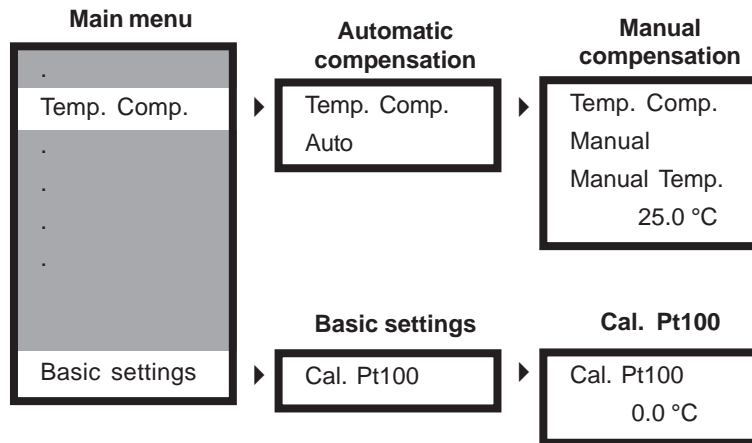 Main menu
.
Temp. Comp.
.
.
.
.
Basic settings
Automatic
compensation
Temp. Comp.
Auto
Manual
compensation
Temp. Comp.
Manual
Manual Temp.
25.0 °C
Basic settings
Cal. Pt100
Cal. Pt100
Cal. Pt100
0.0 °C